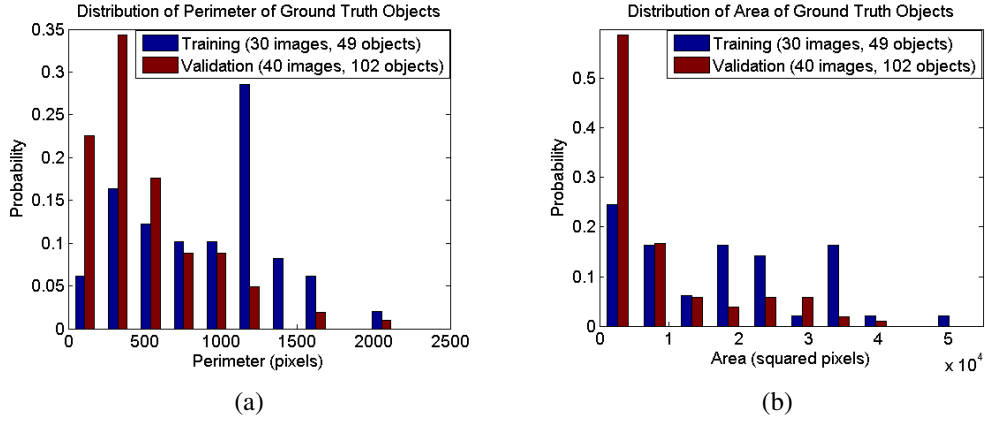 Distribution of Perimeter of Ground Truth Objects
0.35
0.3
0.25
0.2
0.15
0.1
0.05
0
Probability
Training (30 images, 49 objects)
Validation (40 images, 102 objects)
0 500 1000 1500 2000 2500
Perimeter (pixels)
(a)
Distribution of Area of Ground Truth Objects
0.5
0.4
0.3
0.2
0.1
0
Probability
Training (30 images, 49 objects)
Validation (40 images, 102 objects)
0 1 2 3 4 5
Area (squared pixels)
x 10^4
(b)